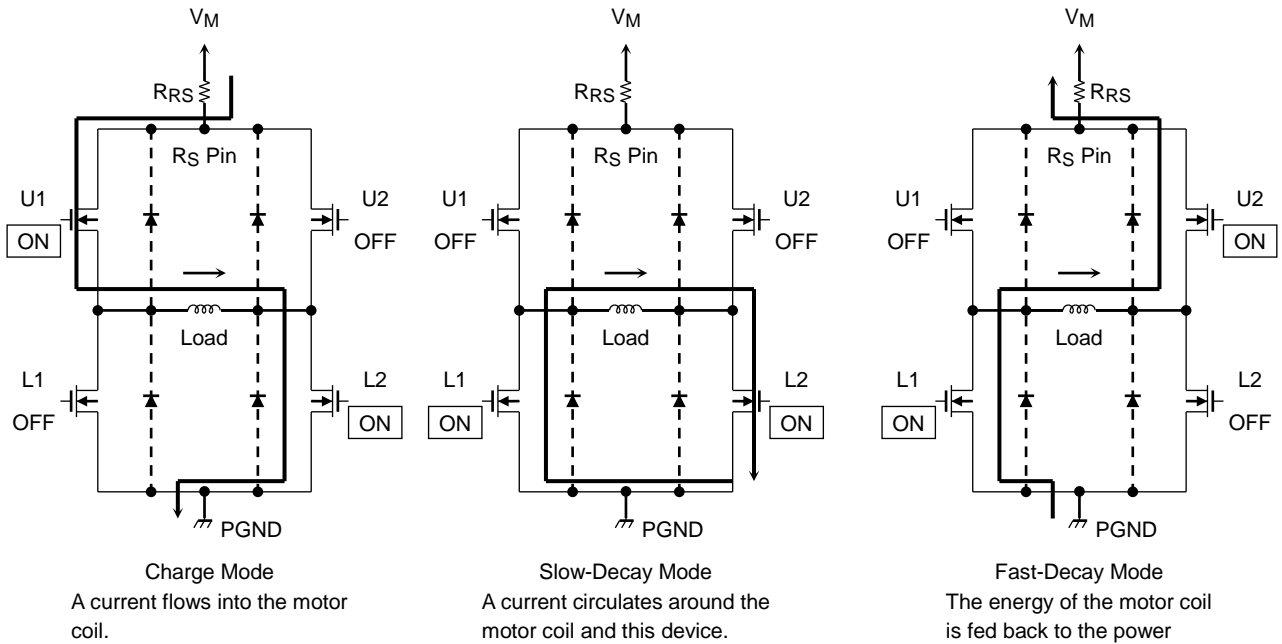 VM
RRS
RS Pin
U1
ON
U2
OFF
Load
L1
OFF
L2
ON
PGND
Charge Mode
A current flows into the motor
coil.
VM
RRS
RS Pin
U1
OFF
U2
OFF
Load
L1
ON
L2
ON
PGND
Slow-Decay Mode
A current circulates around the
motor coil and this device.
VM
RRS
RS Pin
U1
OFF
U2
ON
Load
L1
ON
L2
OFF
PGND
Fast-Decay Mode
The energy of the motor coil
is fed back to the power